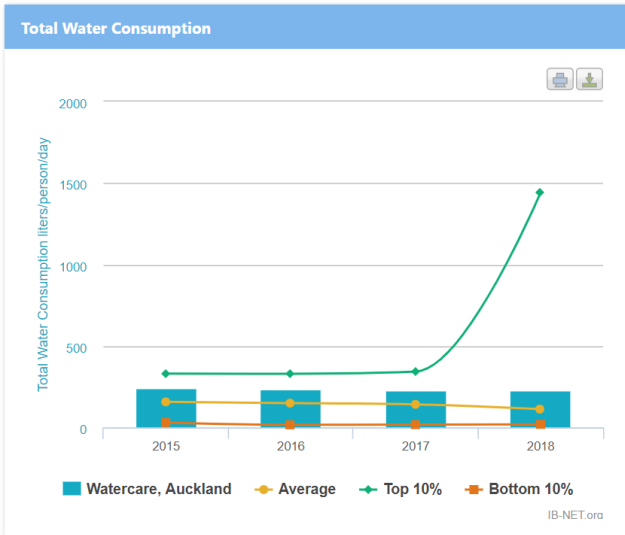 Total Water Consumption
Total Water Consumption liters/person/day
2000
1500
1000
500
0
2015 2016 2017 2018
Watercare, Auckland Average Top 10% Bottom 10%
IB-NET.org